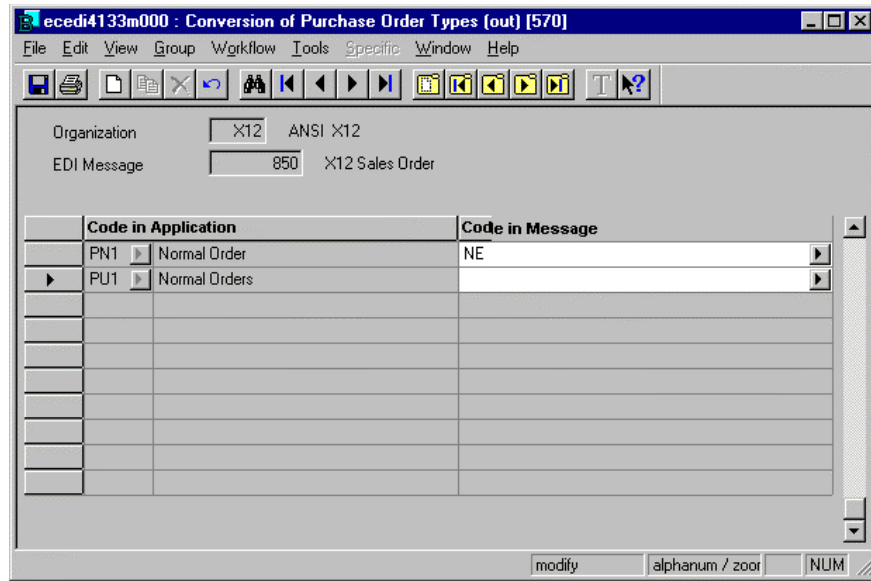 ecedi4133m000 : Conversion of Purchase Order Types (out) [570]
File Edit View Group Workflow Tools Specific Window Help
Organization X12 ANSI X12
EDI Message 850 X12 Sales Order
Code in Application Code in Message
PN1 Normal Order NE
PU1 Normal Orders
modify alphanum / zoor NUM